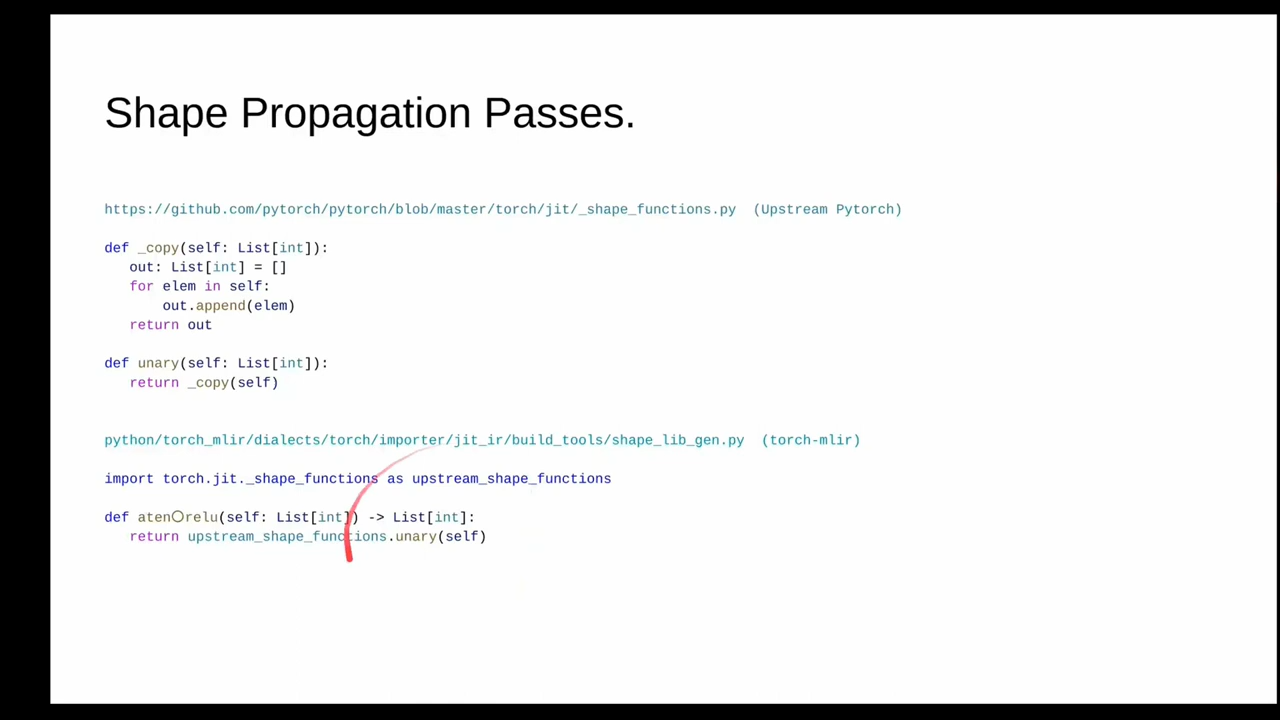 Shape Propagation Passes.
https://github.com/pytorch/pytorch/blob/master/torch/jit/_shape_functions.py  (Upstream Pytorch)
def _copy(self: List[int]):
   out: List[int] = []
   for elem in self:
       out.append(elem)
   return out
def unary(self: List[int]):
   return _copy(self)
python/torch_mlir/dialects/torch/importer/jit_ir/build_tools/shape_lib_gen.py  (torch-mlir)
import torch.jit._shape_functions as upstream_shape_functions
def aten〇relu(self: List[int]) -> List[int]:
   return upstream_shape_functions.unary(self)